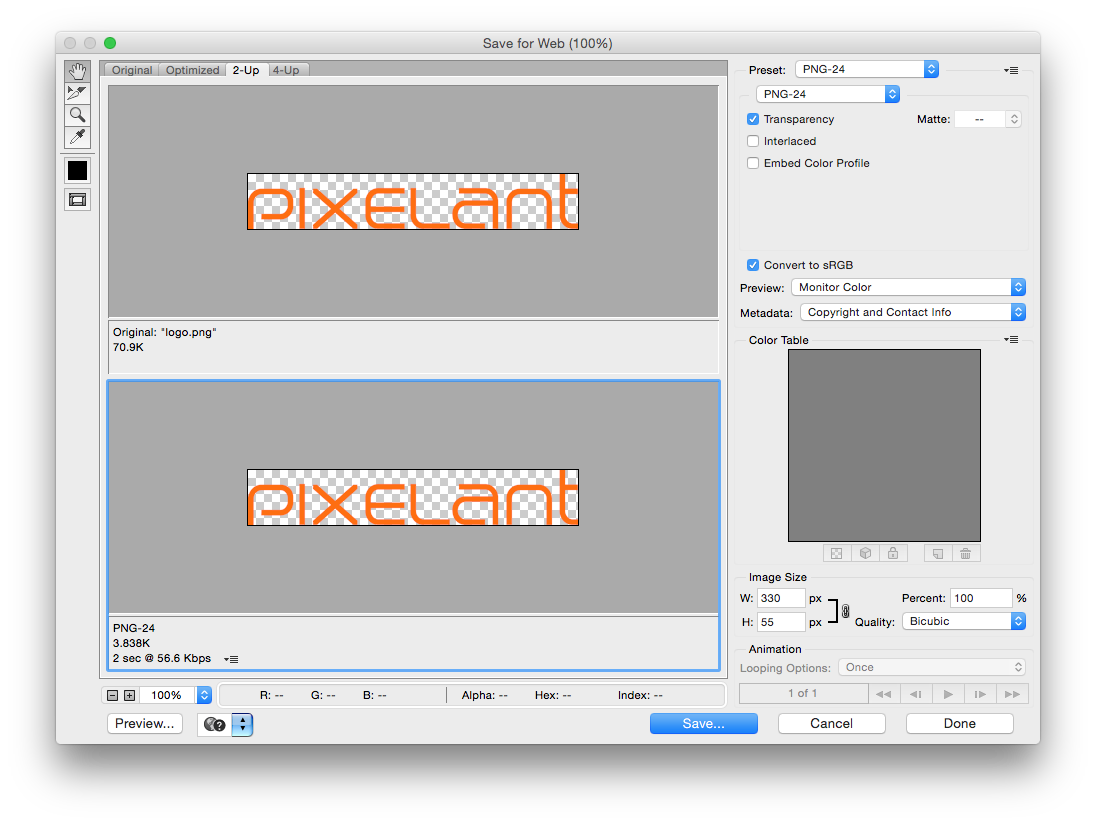 Save for Web (100%)
Original Optimized 2-Up 4-Up
pixelant
Original: "logo.png"
70.9K
pixelant
PNG-24
3.838K
2 sec @ 56.6 Kbps
100% R: -- G: -- B: -- Alpha: -- Hex: -- Index: --
Preview... ?
Preset: PNG-24
PNG-24
Transparency Matte: --
Interlaced
Embed Color Profile
Convert to sRGB
Preview: Monitor Color
Metadata: Copyright and Contact Info
Color Table
Image Size
W: 330 px Percent: 100 %
H: 55 px Quality: Bicubic
Animation
Looping Options: Once
1 of 1
Save... Cancel Done